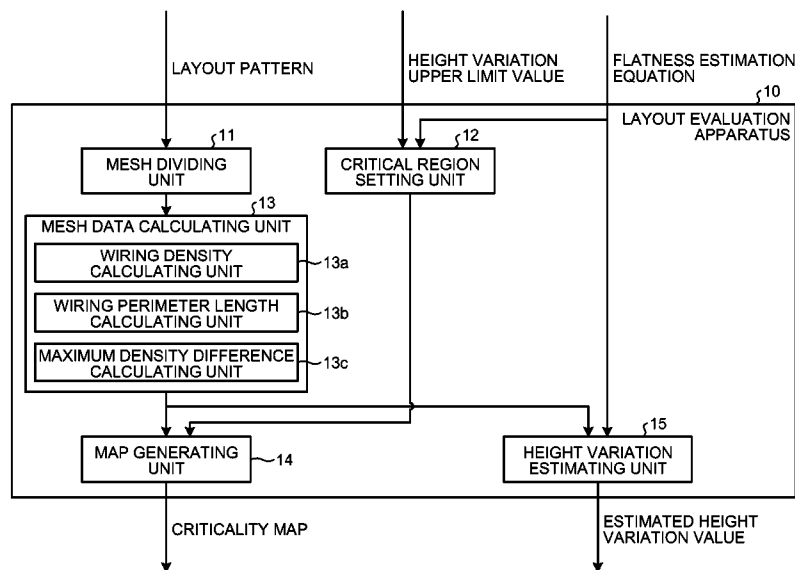 LAYOUT PATTERN
HEIGHT VARIATION
UPPER LIMIT VALUE
FLATNESS ESTIMATION
EQUATION
10
LAYOUT EVALUATION
APPARATUS
11
MESH DIVIDING
UNIT
12
CRITICAL REGION
SETTING UNIT
13
MESH DATA CALCULATING UNIT
WIRING DENSITY
CALCULATING UNIT
13a
WIRING PERIMETER LENGTH
CALCULATING UNIT
13b
MAXIMUM DENSITY DIFFERENCE
CALCULATING UNIT
13c
MAP GENERATING
UNIT
14
15
HEIGHT VARIATION
ESTIMATING UNIT
CRITICALITY MAP
ESTIMATED HEIGHT
VARIATION VALUE